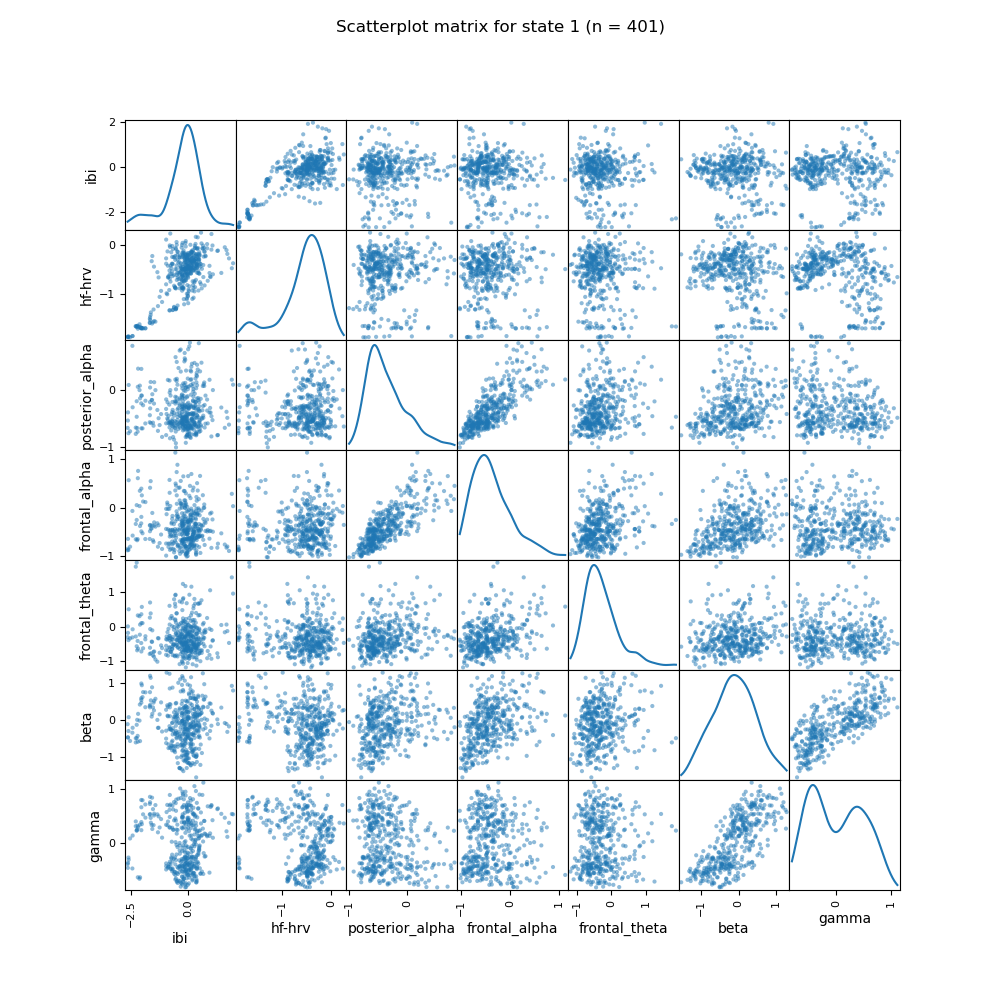 Scatterplot matrix for state 1 (n = 401)
2
0
−2
ibi
0
−1
hf-hrv
0
−1
posterior_alpha
1
0
−1
frontal_alpha
1
0
−1
frontal_theta
1
0
−1
beta
1
0
gamma
−2.5
0.0
ibi
−1
0
hf-hrv
−1
0
posterior_alpha
−1
0
1
frontal_alpha
−1
0
1
frontal_theta
−1
0
1
beta
0
1
gamma